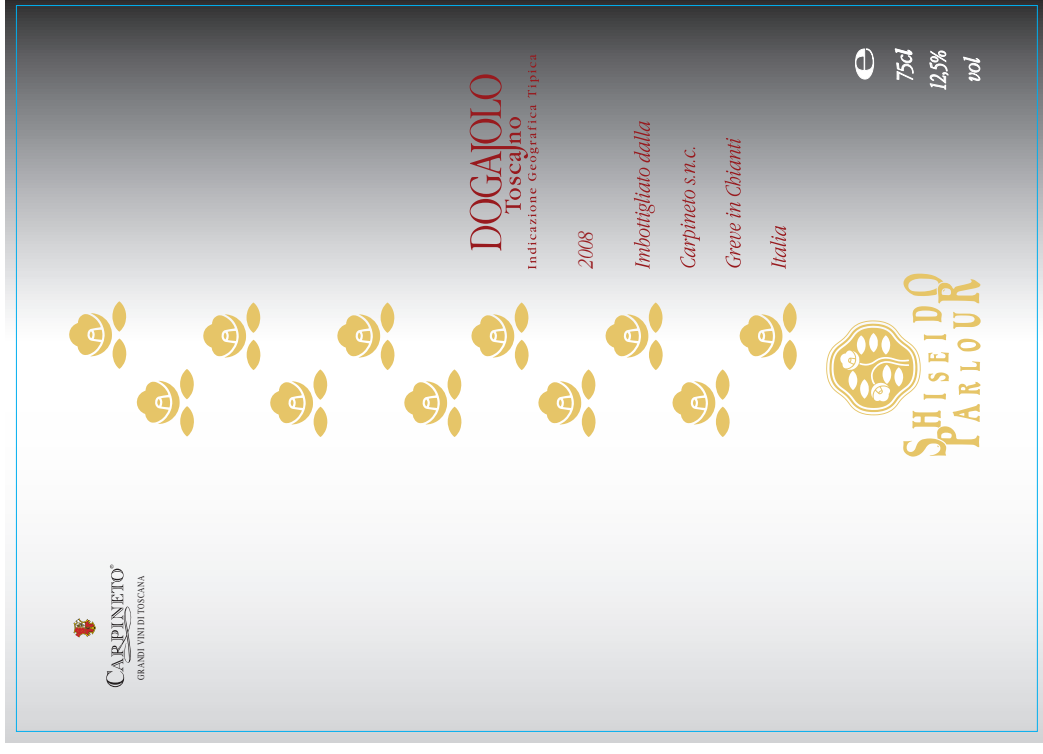 CARPINETO®
GRANDI VINI DI TOSCANA
DOGAJOLO
Toscano
Indicazione Geografica Tipica
2008
Imbottigliato dalla
Carpineto s.n.c.
Greve in Chianti
Italia
SHISEIDO
PARLOUR
e
75cl
12,5%
vol